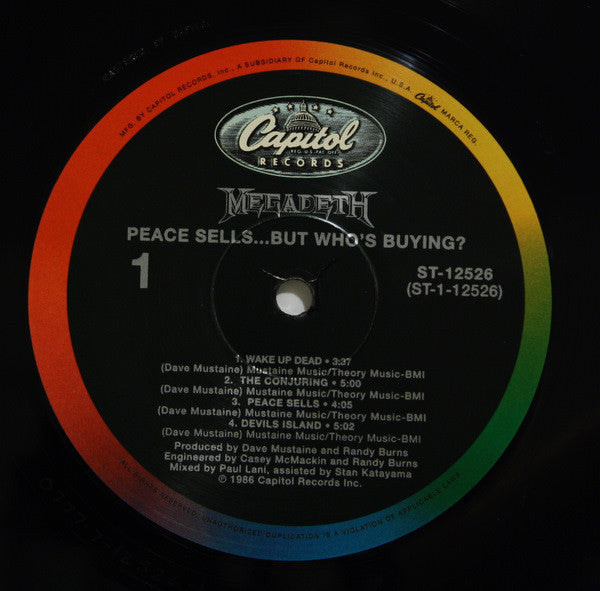 MFG. BY CAPITOL RECORDS, INC., A SUBSIDIARY OF Capitol Records Inc., U.S.A. Capitol MARCA REG.
Capitol
REG. U.S. PAT. OFF.
RECORDS
MEGADETH
PEACE SELLS...BUT WHO'S BUYING?
1
ST-12526
(ST-1-12526)
1. WAKE UP DEAD • 3:37
(Dave Mustaine) Mustaine Music/Theory Music-BMI
2. THE CONJURING • 5:00
(Dave Mustaine) Mustaine Music/Theory Music-BMI
3. PEACE SELLS • 4:05
(Dave Mustaine) Mustaine Music/Theory Music-BMI
4. DEVILS ISLAND • 5:02
(Dave Mustaine) Mustaine Music/Theory Music-BMI
Produced by Dave Mustaine and Randy Burns
Engineered by Casey McMackin and Randy Burns
Mixed by Paul Lani, assisted by Stan Katayama
℗ 1986 Capitol Records Inc.
ALL RIGHTS RESERVED. UNAUTHORIZED DUPLICATION IS A VIOLATION OF APPLICABLE LAWS.